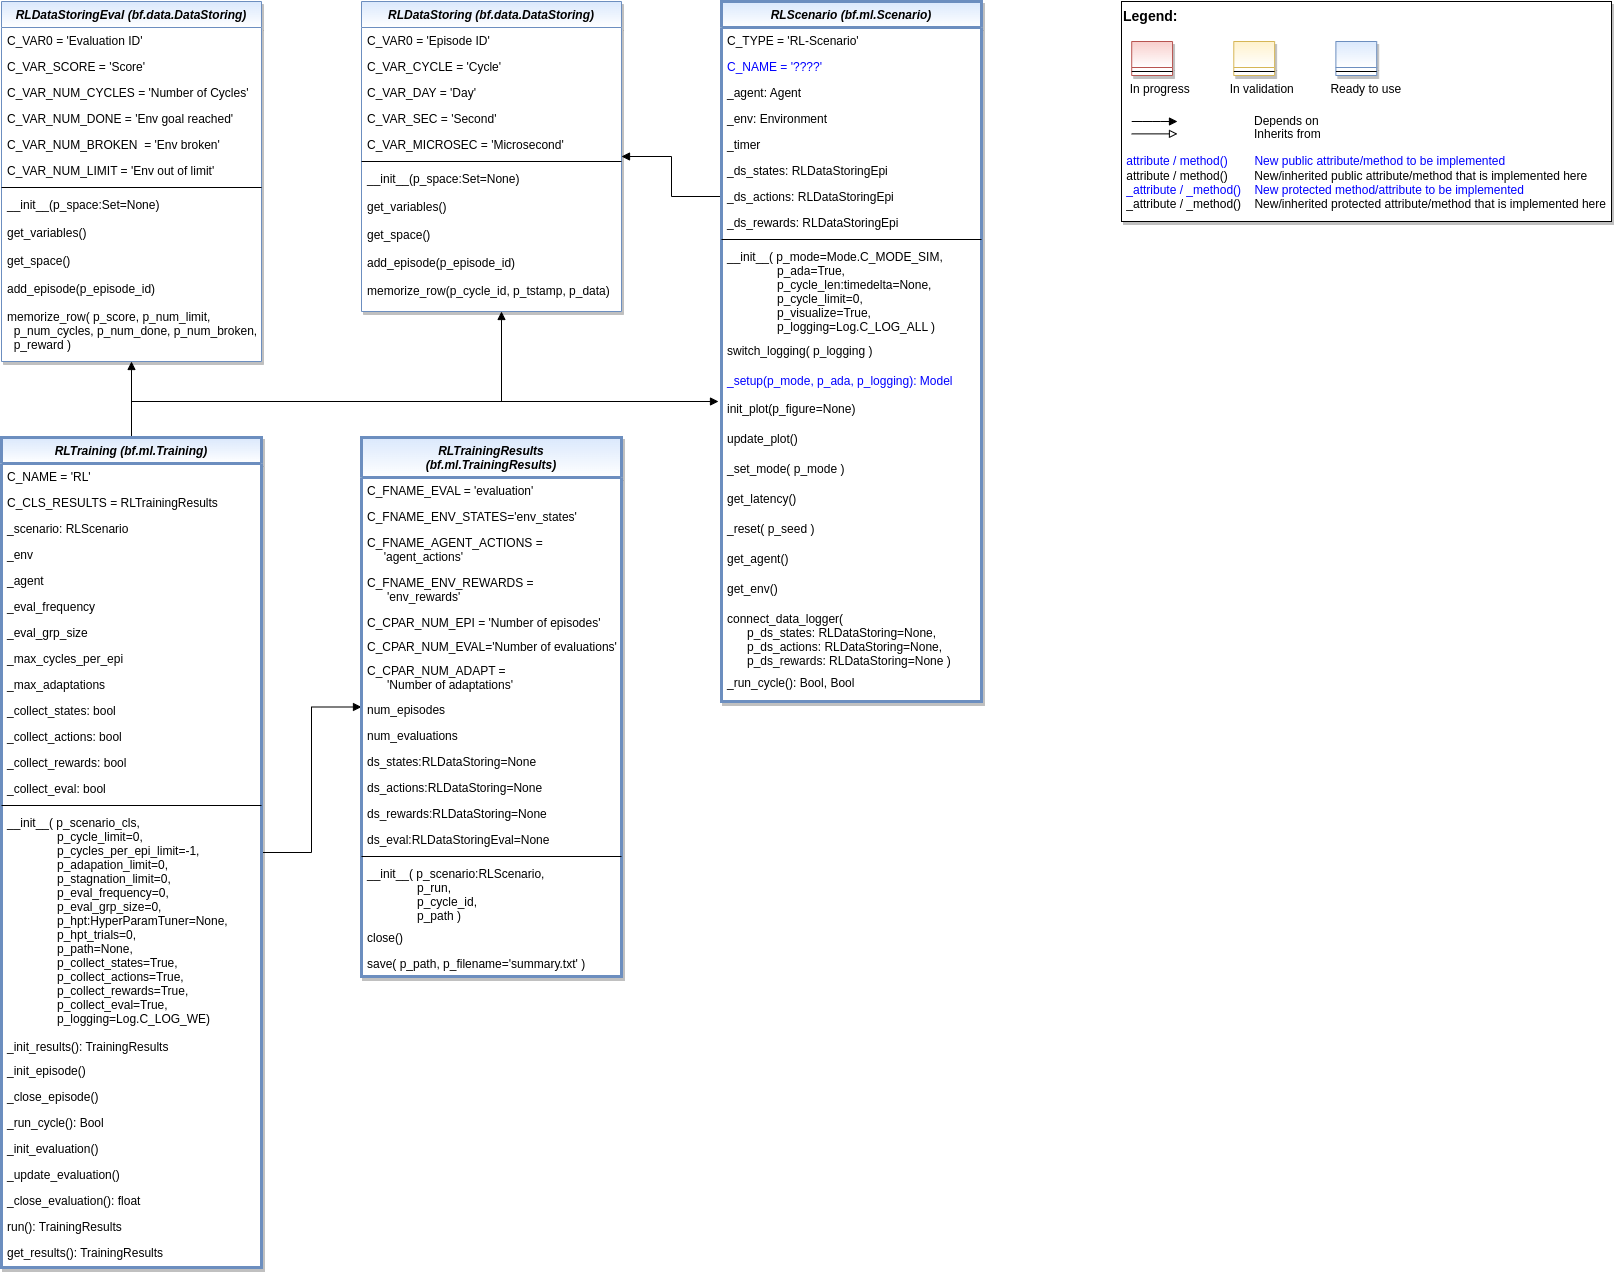 RLDataStoringEval (bf.data.DataStoring)
C_VAR0 = 'Evaluation ID'
C_VAR_SCORE = 'Score'
C_VAR_NUM_CYCLES = 'Number of Cycles'
C_VAR_NUM_DONE = 'Env goal reached'
C_VAR_NUM_BROKEN  = 'Env broken'
C_VAR_NUM_LIMIT = 'Env out of limit'
__init__(p_space:Set=None)
get_variables()
get_space()
add_episode(p_episode_id)
memorize_row( p_score, p_num_limit,
p_num_cycles, p_num_done, p_num_broken,
p_reward )
RLDataStoring (bf.data.DataStoring)
C_VAR0 = 'Episode ID'
C_VAR_CYCLE = 'Cycle'
C_VAR_DAY = 'Day'
C_VAR_SEC = 'Second'
C_VAR_MICROSEC = 'Microsecond'
__init__(p_space:Set=None)
get_variables()
get_space()
add_episode(p_episode_id)
memorize_row(p_cycle_id, p_tstamp, p_data)
RLScenario (bf.ml.Scenario)
C_TYPE = 'RL-Scenario'
C_NAME = '????'
_agent: Agent
_env: Environment
_timer
_ds_states: RLDataStoringEpi
_ds_actions: RLDataStoringEpi
_ds_rewards: RLDataStoringEpi
__init__( p_mode=Mode.C_MODE_SIM,
p_ada=True,
p_cycle_len:timedelta=None,
p_cycle_limit=0,
p_visualize=True,
p_logging=Log.C_LOG_ALL )
switch_logging( p_logging )
_setup(p_mode, p_ada, p_logging): Model
init_plot(p_figure=None)
update_plot()
_set_mode( p_mode )
get_latency()
_reset( p_seed )
get_agent()
get_env()
connect_data_logger(
p_ds_states: RLDataStoring=None,
p_ds_actions: RLDataStoring=None,
p_ds_rewards: RLDataStoring=None )
_run_cycle(): Bool, Bool
Legend:
In progress
In validation
Ready to use
Depends on
Inherits from
attribute / method() New public attribute/method to be implemented
attribute / method() New/inherited public attribute/method that is implemented here
_attribute / _method() New protected method/attribute to be implemented
_attribute / _method() New/inherited protected attribute/method that is implemented here
RLTraining (bf.ml.Training)
C_NAME = 'RL'
C_CLS_RESULTS = RLTrainingResults
_scenario: RLScenario
_env
_agent
_eval_frequency
_eval_grp_size
_max_cycles_per_epi
_max_adaptations
_collect_states: bool
_collect_actions: bool
_collect_rewards: bool
_collect_eval: bool
__init__( p_scenario_cls,
p_cycle_limit=0,
p_cycles_per_epi_limit=-1,
p_adapation_limit=0,
p_stagnation_limit=0,
p_eval_frequency=0,
p_eval_grp_size=0,
p_hpt:HyperParamTuner=None,
p_hpt_trials=0,
p_path=None,
p_collect_states=True,
p_collect_actions=True,
p_collect_rewards=True,
p_collect_eval=True,
p_logging=Log.C_LOG_WE)
_init_results(): TrainingResults
_init_episode()
_close_episode()
_run_cycle(): Bool
_init_evaluation()
_update_evaluation()
_close_evaluation(): float
run(): TrainingResults
get_results(): TrainingResults
RLTrainingResults
(bf.ml.TrainingResults)
C_FNAME_EVAL = 'evaluation'
C_FNAME_ENV_STATES='env_states'
C_FNAME_AGENT_ACTIONS =
'agent_actions'
C_FNAME_ENV_REWARDS =
'env_rewards'
C_CPAR_NUM_EPI = 'Number of episodes'
C_CPAR_NUM_EVAL='Number of evaluations'
C_CPAR_NUM_ADAPT =
'Number of adaptations'
num_episodes
num_evaluations
ds_states:RLDataStoring=None
ds_actions:RLDataStoring=None
ds_rewards:RLDataStoring=None
ds_eval:RLDataStoringEval=None
__init__( p_scenario:RLScenario,
p_run,
p_cycle_id,
p_path )
close()
save( p_path, p_filename='summary.txt' )